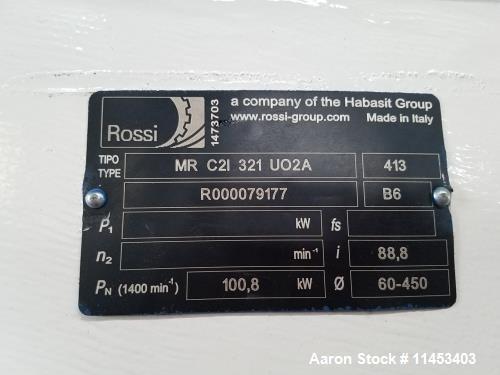 Rossi
1473703
a company of the Habasit Group
www.rossi-group.com Made in Italy
TIPO
TYPE
MR C2I 321 UO2A 413
R000079177 B6
P1 kW fs
n2 min-1 i 88,8
PN (1400 min-1) 100,8 kW Ø 60-450
Aaron Stock # 11453403